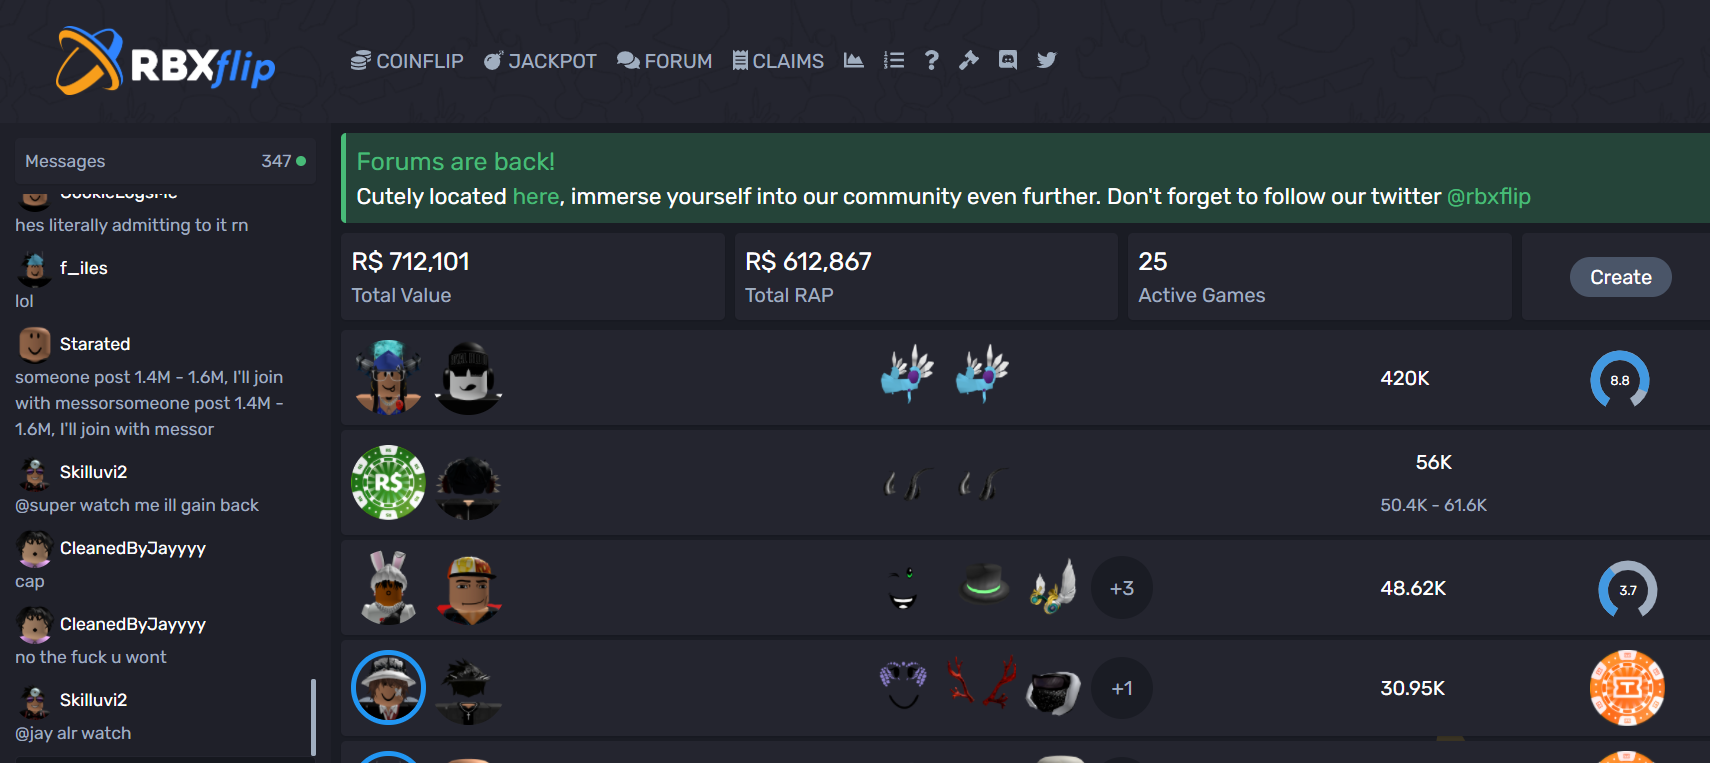 RBXflip
COINFLIP
JACKPOT
FORUM
CLAIMS
Messages
347
CookieLogsMe
hes literally admitting to it rn
f_iles
lol
Starated
someone post 1.4M - 1.6M, I'll join
with messorsomeone post 1.4M -
1.6M, I'll join with messor
Skilluvi2
@super watch me ill gain back
CleanedByJayyyy
cap
CleanedByJayyyy
no the fuck u wont
Skilluvi2
@jay alr watch
Forums are back!
Cutely located here, immerse yourself into our community even further. Don't forget to follow our twitter @rbxflip
R$ 712,101
Total Value
R$ 612,867
Total RAP
25
Active Games
Create
420K
8.8
R$
56K
50.4K - 61.6K
+3
48.62K
3.7
+1
30.95K